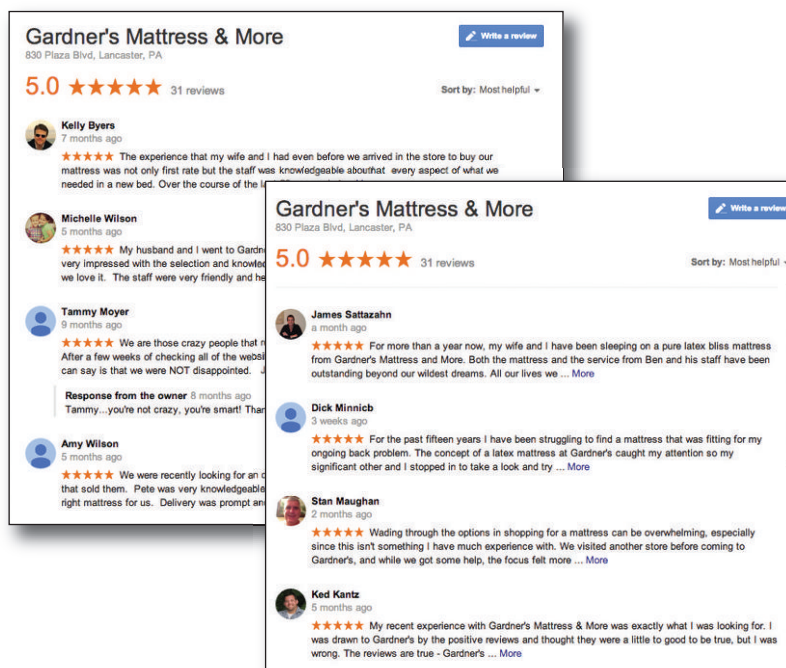 Gardner's Mattress & More
Write a review
830 Plaza Blvd, Lancaster, PA
5.0 ★★★★★ 31 reviews
Sort by: Most helpful
Kelly Byers
7 months ago
★★★★★ The experience that my wife and I had even before we arrived in the store to buy our
mattress was not only first rate but the staff was knowledgeable aboutthat every aspect of what we
needed in a new bed. Over the course of the
Michelle Wilson
5 months ago
★★★★★ My husband and I went to
very impressed with the selection and
we love it. The staff were very friendly and
Tammy Moyer
9 months ago
★★★★★ We are those crazy people that
After a few weeks of checking all of the
can say is that we were NOT disappointed.
Response from the owner 8 months ago
Tammy...you're not crazy, you're smart!
Amy Wilson
5 months ago
★★★★★ We were recently looking for an
that sold them. Pete was very knowledgeable
right mattress for us. Delivery was prompt
Gardner's Mattress & More
Write a review
830 Plaza Blvd, Lancaster, PA
5.0 ★★★★★ 31 reviews
Sort by: Most helpful
James Sattazahn
a month ago
★★★★★ For more than a year now, my wife and I have been sleeping on a pure latex bliss mattress
from Gardner's Mattress and More. Both the mattress and the service from Ben and his staff have been
outstanding beyond our wildest dreams. All our lives we ... More
Dick Minnicb
3 weeks ago
★★★★★ For the past fifteen years I have been struggling to find a mattress that was fitting for my
ongoing back problem. The concept of a latex mattress at Gardner's caught my attention so my
significant other and I stopped in to take a look and try ... More
Stan Maughan
2 months ago
★★★★★ Wading through the options in shopping for a mattress can be overwhelming, especially
since this isn't something I have much experience with. We visited another store before coming to
Gardner's, and while we got some help, the focus felt more ... More
Ked Kantz
5 months ago
★★★★★ My recent experience with Gardner's Mattress & More was exactly what I was looking for. I
was drawn to Gardner's by the positive reviews and thought they were a little to good to be true, but I was
wrong. The reviews are true - Gardner's ... More